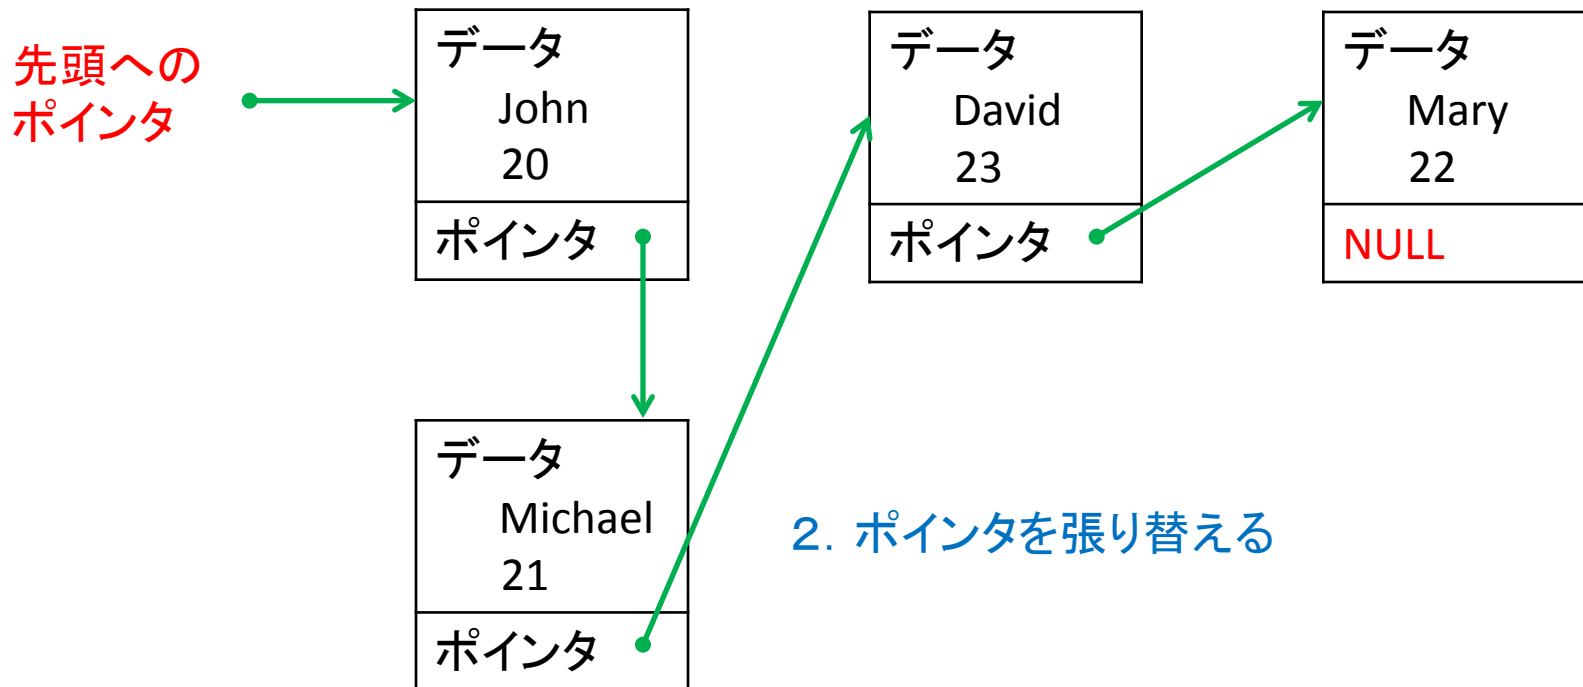 先頭への
ポインタ
データ
John
20
ポインタ
データ
David
23
ポインタ
データ
Mary
22
NULL
データ
Michael
21
ポインタ
２．ポインタを張り替える